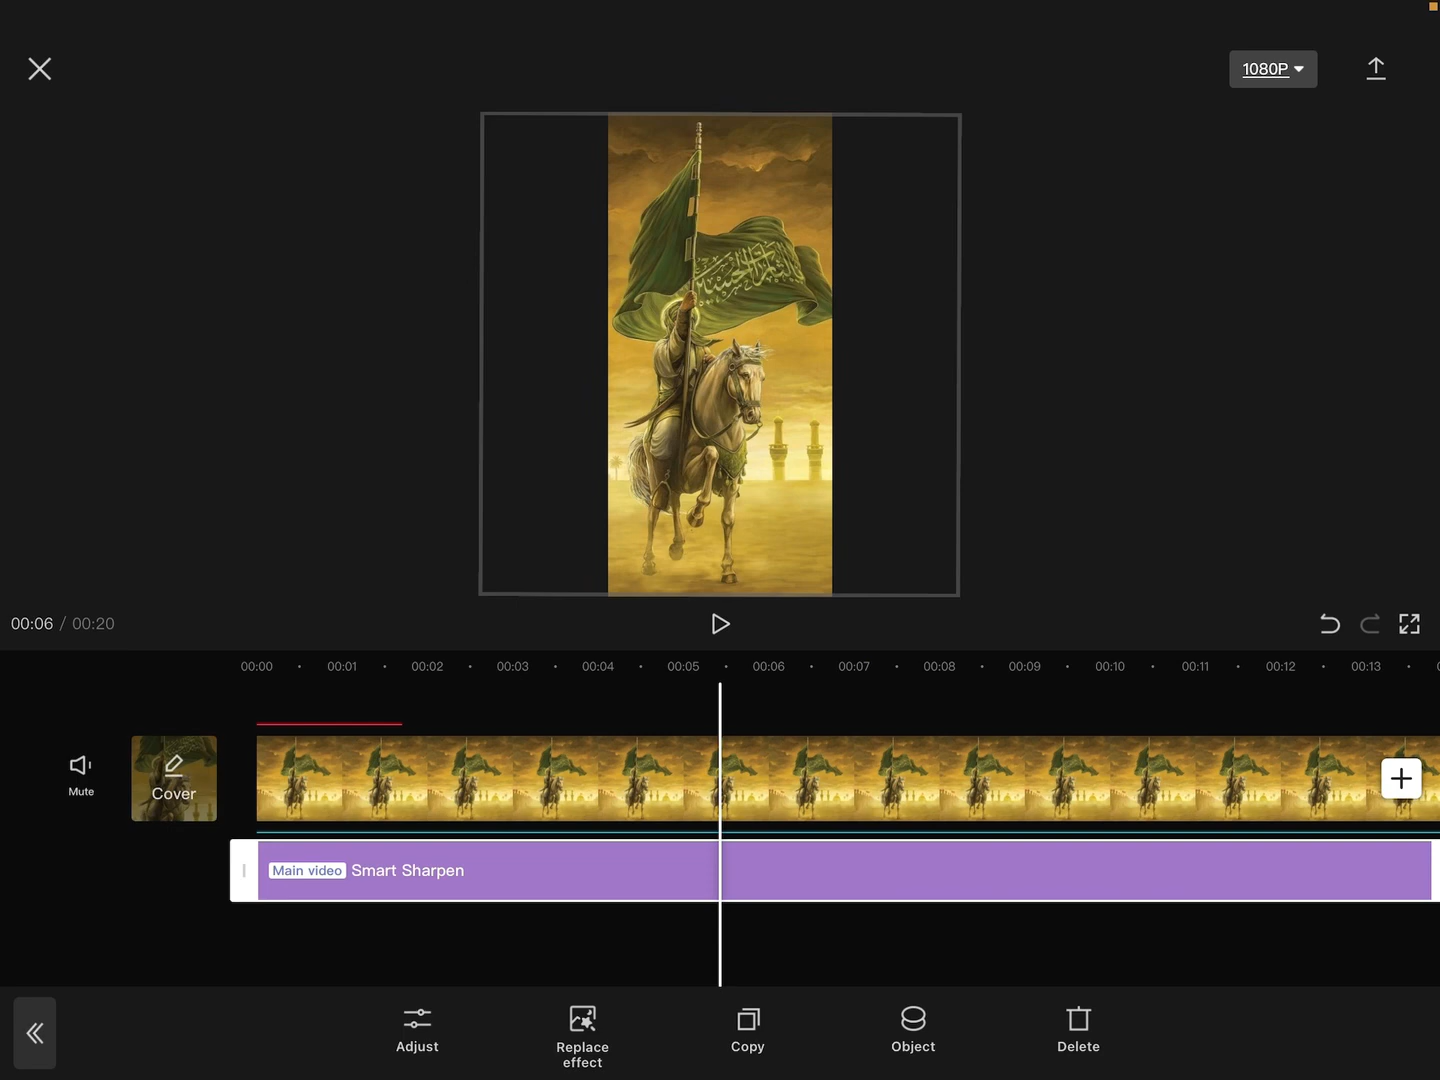 1080P
يالثارات الحسين
00:06 / 00:20
00:00 00:01 00:02 00:03 00:04 00:05 00:06 00:07 00:08 00:09 00:10 00:11 00:12 00:13
Mute
Cover
Main video Smart Sharpen
Adjust
Replace
effect
Copy
Object
Delete